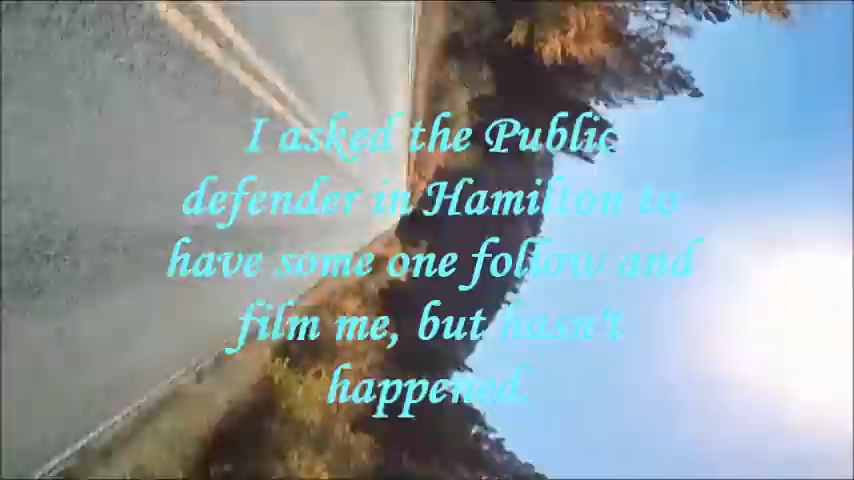 I asked the Public
defender in Hamilton to
have some one follow and
film me, but hasn't
happened.